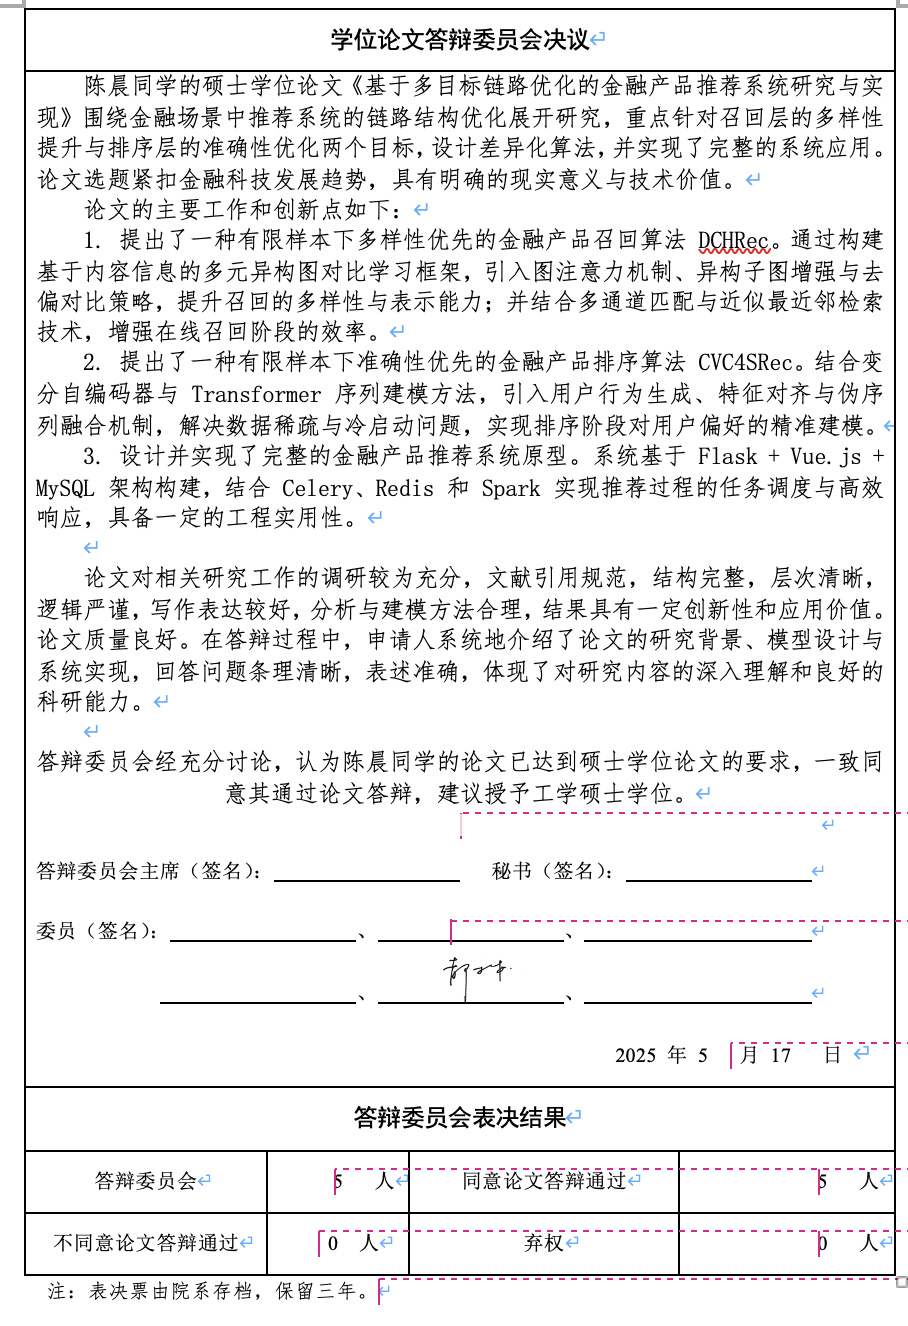 学位论文答辩委员会决议
陈晨同学的硕士学位论文《基于多目标链路优化的金融产品推荐系统研究与实
现》围绕金融场景中推荐系统的链路结构优化展开研究，重点针对召回层的多样性
提升与排序层的准确性优化两个目标，设计差异化算法，并实现了完整的系统应用。
论文选题紧扣金融科技发展趋势，具有明确的现实意义与技术价值。
论文的主要工作和创新点如下：
1. 提出了一种有限样本下多样性优先的金融产品召回算法 DCHRec。通过构建
基于内容信息的多元异构图对比学习框架，引入图注意力机制、异构子图增强与去
偏对比策略，提升召回的多样性与表示能力；并结合多通道匹配与近似最近邻检索
技术，增强在线召回阶段的效率。
2. 提出了一种有限样本下准确性优先的金融产品排序算法 CVC4SRec。结合变
分自编码器与 Transformer 序列建模方法，引入用户行为生成、特征对齐与伪序
列融合机制，解决数据稀疏与冷启动问题，实现排序阶段对用户偏好的精准建模。
3. 设计并实现了完整的金融产品推荐系统原型。系统基于 Flask + Vue.js +
MySQL 架构构建，结合 Celery、Redis 和 Spark 实现推荐过程的任务调度与高效
响应，具备一定的工程实用性。
论文对相关研究工作的调研较为充分，文献引用规范，结构完整，层次清晰，
逻辑严谨，写作表达较好，分析与建模方法合理，结果具有一定创新性和应用价值。
论文质量良好。在答辩过程中，申请人系统地介绍了论文的研究背景、模型设计与
系统实现，回答问题条理清晰，表述准确，体现了对研究内容的深入理解和良好的
科研能力。
答辩委员会经充分讨论，认为陈晨同学的论文已达到硕士学位论文的要求，一致同
意其通过论文答辩，建议授予工学硕士学位。
答辩委员会主席（签名）： 秘书（签名）：
委员（签名）： 、 、
、 、
2025 年 5 月 17 日
答辩委员会表决结果
答辩委员会 5 人 同意论文答辩通过 5 人
不同意论文答辩通过 0 人 弃权 0 人
注：表决票由院系存档，保留三年。